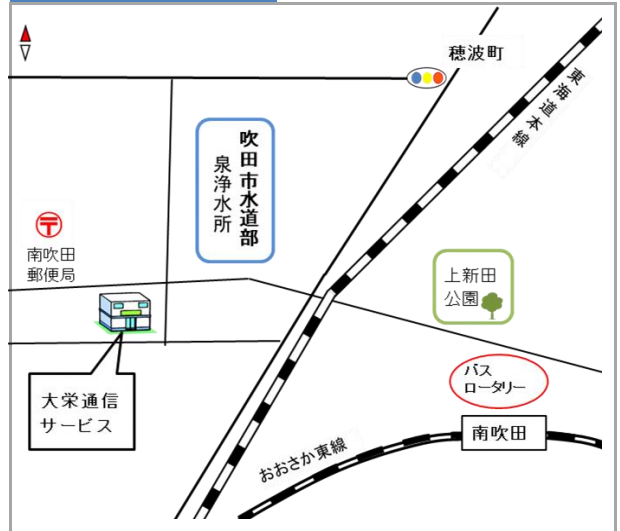 穂波町
東海道本線
吹田市水道部
泉浄水所
〒
南吹田
郵便局
上新田
公園
大栄通信
サービス
バス
ロータリー
南吹田
おおさか東線